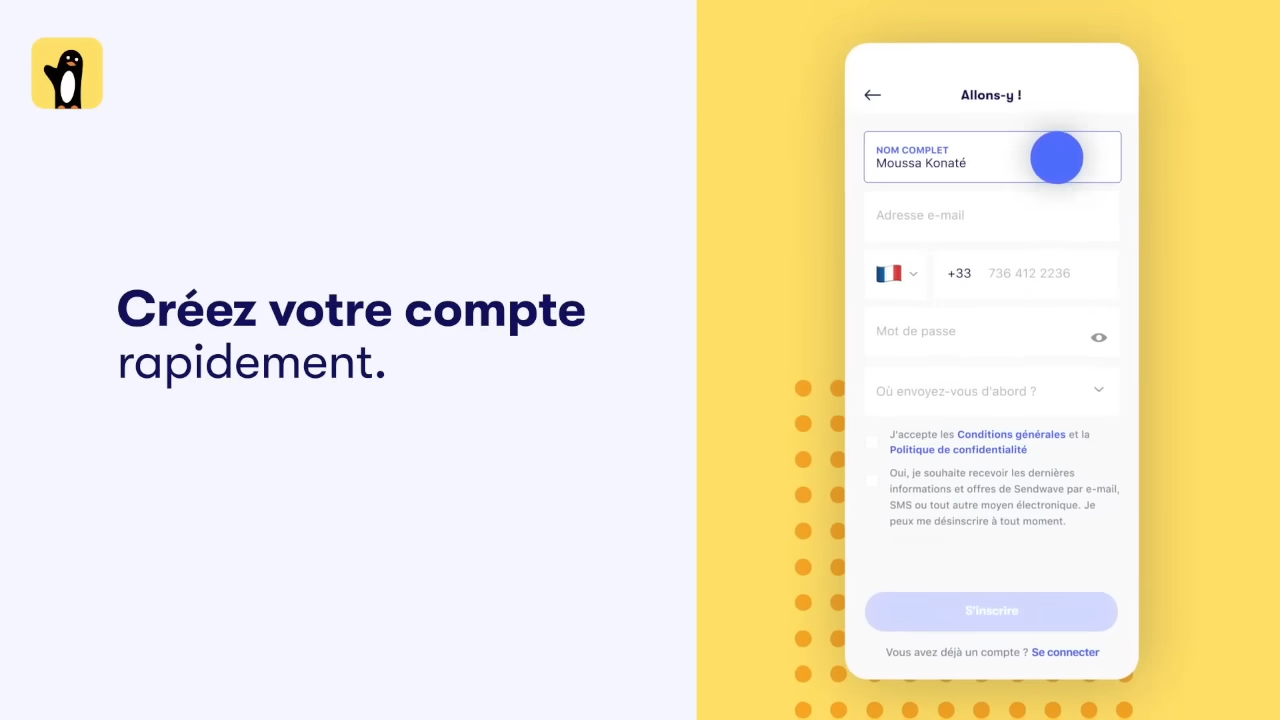 Créez votre compte
rapidement.
Allons-y !
NOM COMPLET
Moussa Konaté
Adresse e-mail
+33 736 412 2236
Mot de passe
Où envoyez-vous d'abord ?
J'accepte les Conditions générales et la
Politique de confidentialité
Oui, je souhaite recevoir les dernières
informations et offres de Sendwave par e-mail,
SMS ou tout autre moyen électronique. Je
peux me désinscrire à tout moment.
S'inscrire
Vous avez déjà un compte ? Se connecter